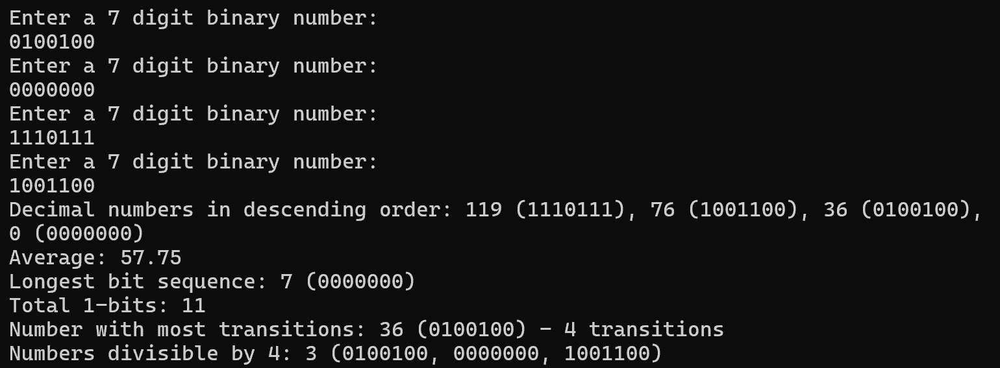 Enter a 7 digit binary number:
0100100
Enter a 7 digit binary number:
0000000
Enter a 7 digit binary number:
1110111
Enter a 7 digit binary number:
1001100
Decimal numbers in descending order: 119 (1110111), 76 (1001100), 36 (0100100),
0 (0000000)
Average: 57.75
Longest bit sequence: 7 (0000000)
Total 1-bits: 11
Number with most transitions: 36 (0100100) - 4 transitions
Numbers divisible by 4: 3 (0100100, 0000000, 1001100)